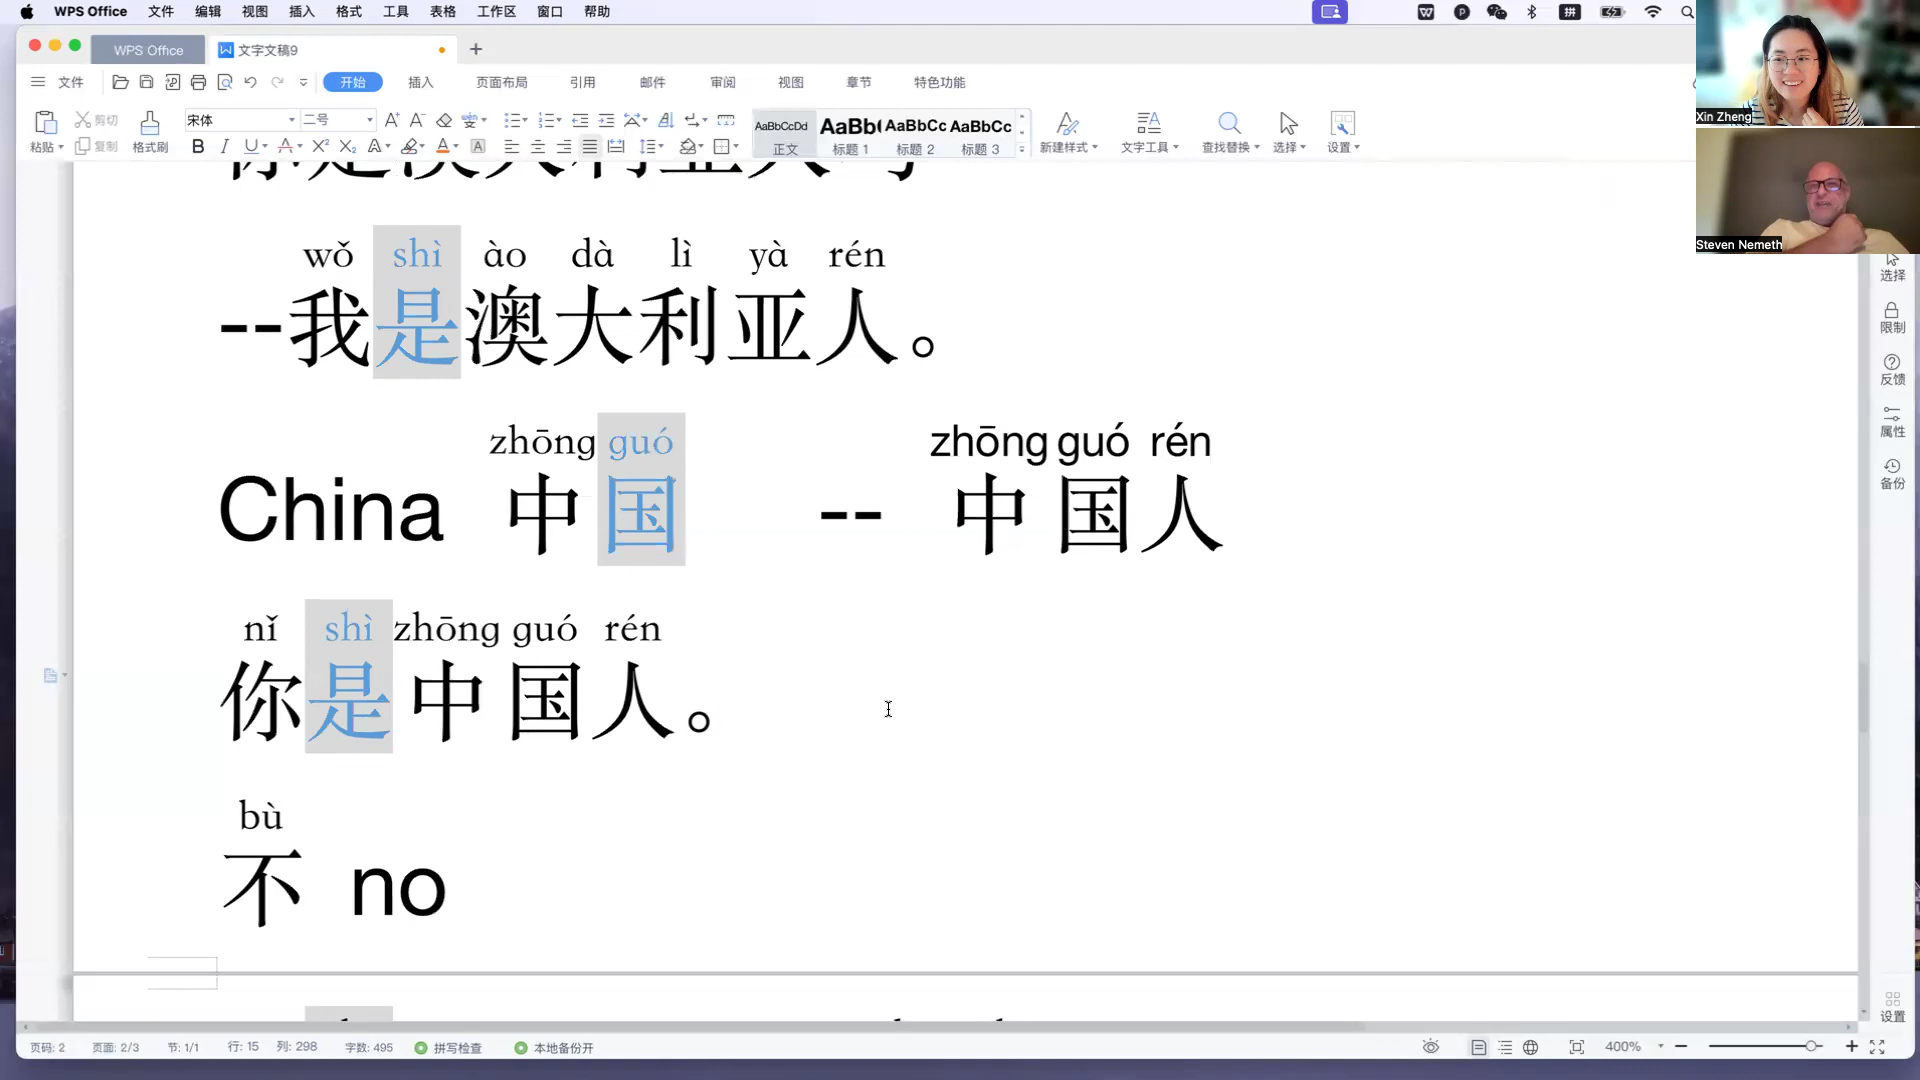 WPS Office 文件 编辑 视图 插入 格式 工具 表格 工作区 窗口 帮助
WPS Office 文字文稿9
文件 开始 插入 页面布局 引用 邮件 审阅 视图 章节 特色功能
粘贴 剪切 复制 格式刷 宋体 二号
AaBbCcDd 正文 AaBb( 标题 1 AaBbCc 标题 2 AaBbCc 标题 3 新建样式 文字工具 查找替换 选择 设置
Xin Zheng
Steven Nemeth
你是澳大利亚人吗
wǒ shì ào dà lì yà rén
--我是澳大利亚人。
zhōng guó zhōng guó rén
China 中国 -- 中国人
nǐ shì zhōng guó rén
你是中国人。
bù
不 no
选择
限制
反馈
属性
备份
设置
页码: 2 页面: 2/3 节: 1/1 行: 15 列: 298 字数: 495 拼写检查 本地备份开 400%